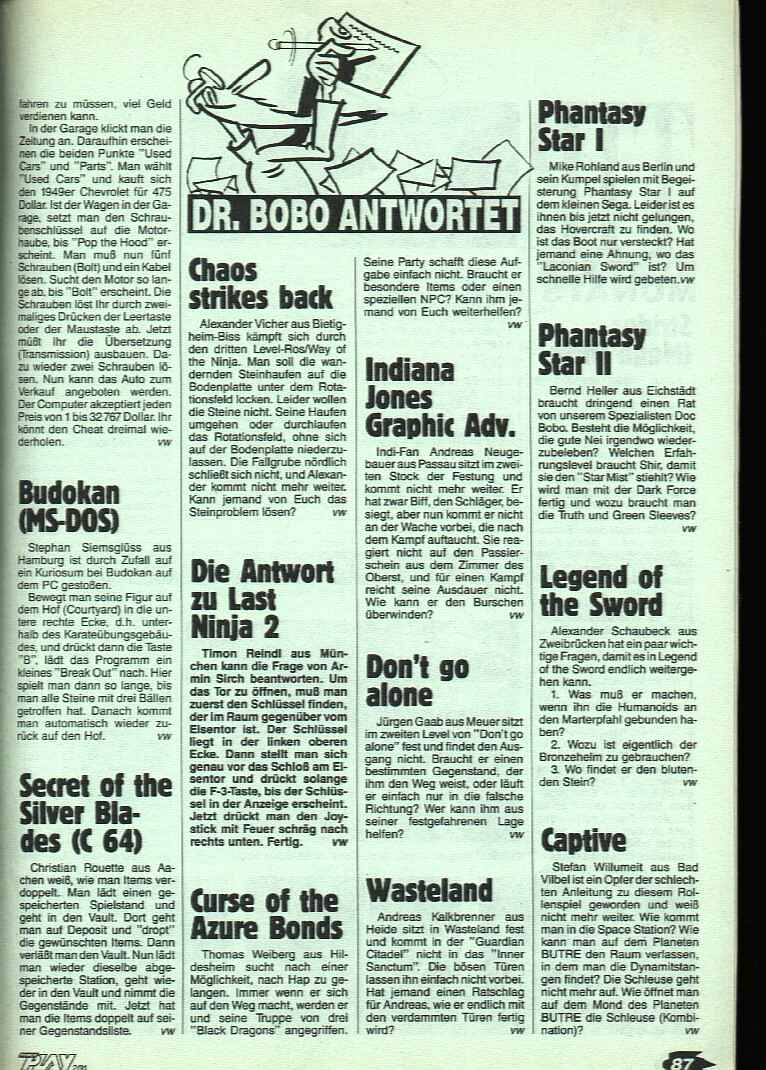 fahren zu müssen, viel Geld
verdienen kann.
In der Garage klickt man die
Zeitung an. Daraufhin erschei-
nen die beiden Punkte "Used
Cars" und "Parts". Man wählt
"Used Cars" und kauft sich
den 1949er Chevrolet für 475
Dollar. Ist der Wagen in der Ga-
rage, setzt man den Schrau-
benschlüssel auf die Motor-
haube, bis "Pop the Hood" er-
scheint. Man muß nun fünf
Schrauben (Bolt) und ein Kabel
lösen. Sucht den Motor so lan-
ge ab, bis "Bolt" erscheint. Die
Schrauben löst Ihr durch zwei-
maliges Drücken der Leertaste
oder der Maustaste ab. Jetzt
müßt Ihr die Übersetzung
(Transmission) ausbauen. Da-
zu wieder zwei Schrauben lö-
sen. Nun kann das Auto zum
Verkauf angeboten werden.
Der Computer akzeptiert jeden
Preis von 1 bis 32 767 Dollar. Ihr
könnt den Cheat dreimal wie-
derholen. vw
Budokan
(MS-DOS)
Stephan Siemsglüss aus
Hamburg ist durch Zufall auf
ein Kuriosum bei Budokan auf
dem PC gestoßen.
Bewegt man seine Figur auf
dem Hof (Courtyard) in die un-
tere rechte Ecke, d.h. unter-
halb des Karateübungsgebäu-
des, und drückt dann die Taste
"B", lädt das Programm ein
kleines "Break Out" nach. Hier
spielt man dann so lange, bis
man alle Steine mit drei Bällen
getroffen hat. Danach kommt
man automatisch wieder zu-
rück auf den Hof. vw
Secret of the
Silver Bla-
des (C 64)
Christian Rouette aus Aa-
chen weiß, wie man Items ver-
doppelt. Man lädt einen ge-
speicherten Spielstand und
geht in den Vault. Dort geht
man auf Deposit und "dropt"
die gewünschten Items. Dann
verläßt man den Vault. Nun lädt
man wieder dieselbe abge-
speicherte Station, geht wie-
der in den Vault und nimmt die
Gegenstände mit. Jetzt hat
man die Items doppelt auf sei-
ner Gegenstandsliste. vw
DR. BOBO ANTWORTET
Chaos
strikes back
Alexander Vicher aus Bietig-
heim-Biss kämpft sich durch
den dritten Level-Ros/Way of
the Ninja. Man soll die wan-
dernden Steinhaufen auf die
Bodenplatte unter dem Rota-
tionsfeld locken. Leider wollen
die Steine nicht. Seine Haufen
umgehen oder durchlaufen
das Rotationsfeld, ohne sich
auf der Bodenplatte niederzu-
lassen. Die Fallgrube nördlich
schließt sich nicht, und Alexan-
der kommt nicht mehr weiter.
Kann jemand von Euch das
Steinproblem lösen? vw
Die Antwort
zu Last
Ninja 2
Timon Reindl aus Mün-
chen kann die Frage von Ar-
min Sirch beantworten. Um
das Tor zu öffnen, muß man
zuerst den Schlüssel finden,
der im Raum gegenüber vom
Eisentor ist. Der Schlüssel
liegt in der linken oberen
Ecke. Dann stellt man sich
genau vor das Schloß am Ei-
sentor und drückt solange
die F-3-Taste, bis der Schlüs-
sel in der Anzeige erscheint.
Jetzt drückt man den Joy-
stick mit Feuer schräg nach
rechts unten. Fertig. vw
Curse of the
Azure Bonds
Thomas Weiberg aus Hil-
desheim sucht nach einer
Möglichkeit, nach Hap zu ge-
langen. Immer wenn er sich
auf den Weg macht, werden er
und seine Truppe von drei
"Black Dragons" angegriffen.
Seine Party schafft diese Auf-
gabe einfach nicht. Braucht er
besondere Items oder einen
speziellen NPC? Kann ihm je-
mand von Euch weiterhelfen?
vw
Indiana
Jones
Graphic Adv.
Indi-Fan Andreas Neuge-
bauer aus Passau sitzt im zwei-
ten Stock der Festung und
kommt nicht mehr weiter. Er
hat zwar Biff, den Schläger, be-
siegt, aber nun kommt er nicht
an der Wache vorbei, die nach
dem Kampf auftaucht. Sie rea-
giert nicht auf den Passier-
schein aus dem Zimmer des
Oberst, und für einen Kampf
reicht seine Ausdauer nicht.
Wie kann er den Burschen
überwinden? vw
Don't go
alone
Jürgen Gaab aus Meuer sitzt
im zweiten Level von "Don't go
alone" fest und findet den Aus-
gang nicht. Braucht er einen
bestimmten Gegenstand, der
ihm den Weg weist, oder läuft
er einfach nur in die falsche
Richtung? Wer kann ihm aus
seiner festgefahrenen Lage
helfen? vw
Wasteland
Andreas Kalkbrenner aus
Heide sitzt in Wasteland fest
und kommt in der "Guardian
Citadel" nicht in das "Inner
Sanctum". Die bösen Türen
lassen ihn einfach nicht vorbei.
Hat jemand einen Ratschlag
für Andreas, wie er endlich mit
den verdammten Türen fertig
wird? vw
Phantasy
Star I
Mike Rohland aus Berlin und
sein Kumpel spielen mit Begei-
sterung Phantasy Star I auf
dem kleinen Sega. Leider ist es
ihnen bis jetzt nicht gelungen,
das Hovercraft zu finden. Wo
ist das Boot nur versteckt? Hat
jemand eine Ahnung, wo das
"Laconian Sword" ist? Um
schnelle Hilfe wird gebeten. vw
Phantasy
Star II
Bernd Heller aus Eichstädt
braucht dringend einen Rat
von unserem Spezialisten Doc
Bobo. Besteht die Möglichkeit,
die gute Nei irgendwo wieder-
zubeleben? Welchen Erfah-
rungslevel braucht Shir, damit
sie den "Star Mist" stiehlt? Wie
wird man mit der Dark Force
fertig und wozu braucht man
die Truth und Green Sleeves?
vw
Legend of
the Sword
Alexander Schaubeck aus
Zweibrücken hat ein paar wich-
tige Fragen, damit es in Legend
of the Sword endlich weiterge-
hen kann.
1. Was muß er machen,
wenn ihn die Humanoids an
den Marterpfahl gebunden ha-
ben?
2. Wozu ist eigentlich der
Bronzeheim zu gebrauchen?
3. Wo findet er den bluten-
den Stein? vw
Captive
Stefan Willumeit aus Bad
Vilbel ist ein Opfer der schlech-
ten Anleitung zu diesem Rol-
lenspiel geworden und weiß
nicht mehr weiter. Wie kommt
man in die Space Station? Wie
kann man auf dem Planeten
BUTRE den Raum verlassen,
in dem man die Dynamitstan-
gen findet? Die Schleuse geht
nicht mehr auf. Wie öffnet man
auf dem Mond des Planeten
BUTRE die Schleuse (Kombi-
nation)? vw
PLAY
87